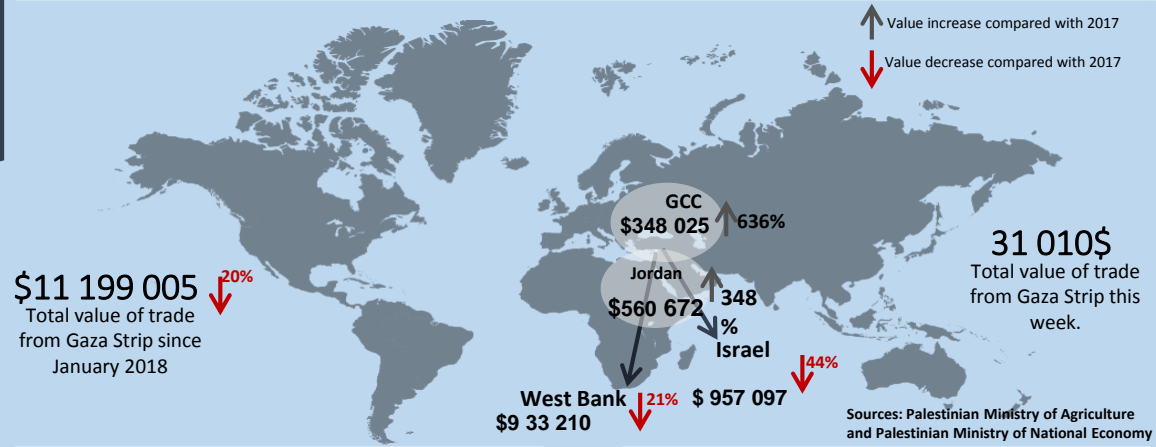 Value increase compared with 2017
Value decrease compared with 2017
GCC
$348 025
636%
Jordan
$560 672
348
%
Israel
$ 957 097
44%
West Bank
$9 33 210
21%
$11 199 005
20%
Total value of trade
from Gaza Strip since
January 2018
31 010$
Total value of trade
from Gaza Strip this
week.
Sources: Palestinian Ministry of Agriculture
and Palestinian Ministry of National Economy